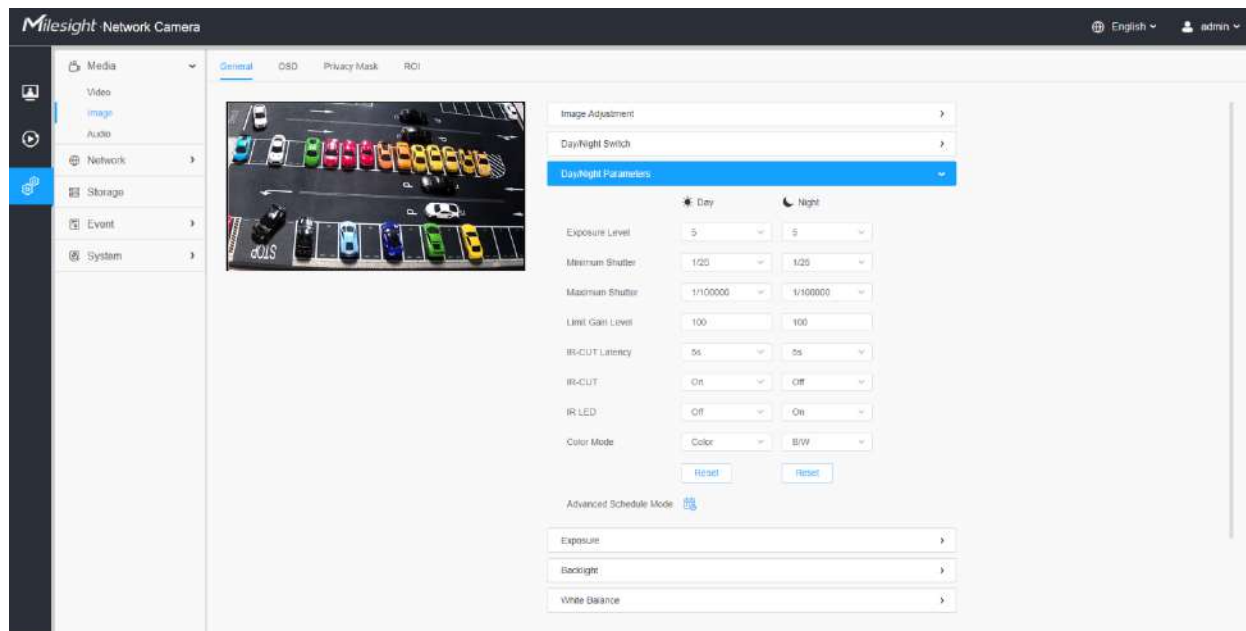 Milesight Network Camera
English
admin
Media
Video
Image
Audio
Network
Storage
Event
System
General OSD Privacy Mask ROI
P
P
P
STOP
Image Adjustment
Day/Night Switch
Day/Night Parameters
Day Night
Exposure Level 5 5
Minimum Shutter 1/25 1/25
Maximum Shutter 1/100000 1/100000
Limit Gain Level 100 100
IR-CUT Latency 5s 5s
IR-CUT On Off
IR LED Off On
Color Mode Color B/W
Reset Reset
Advanced Schedule Mode
Exposure
Backlight
White Balance